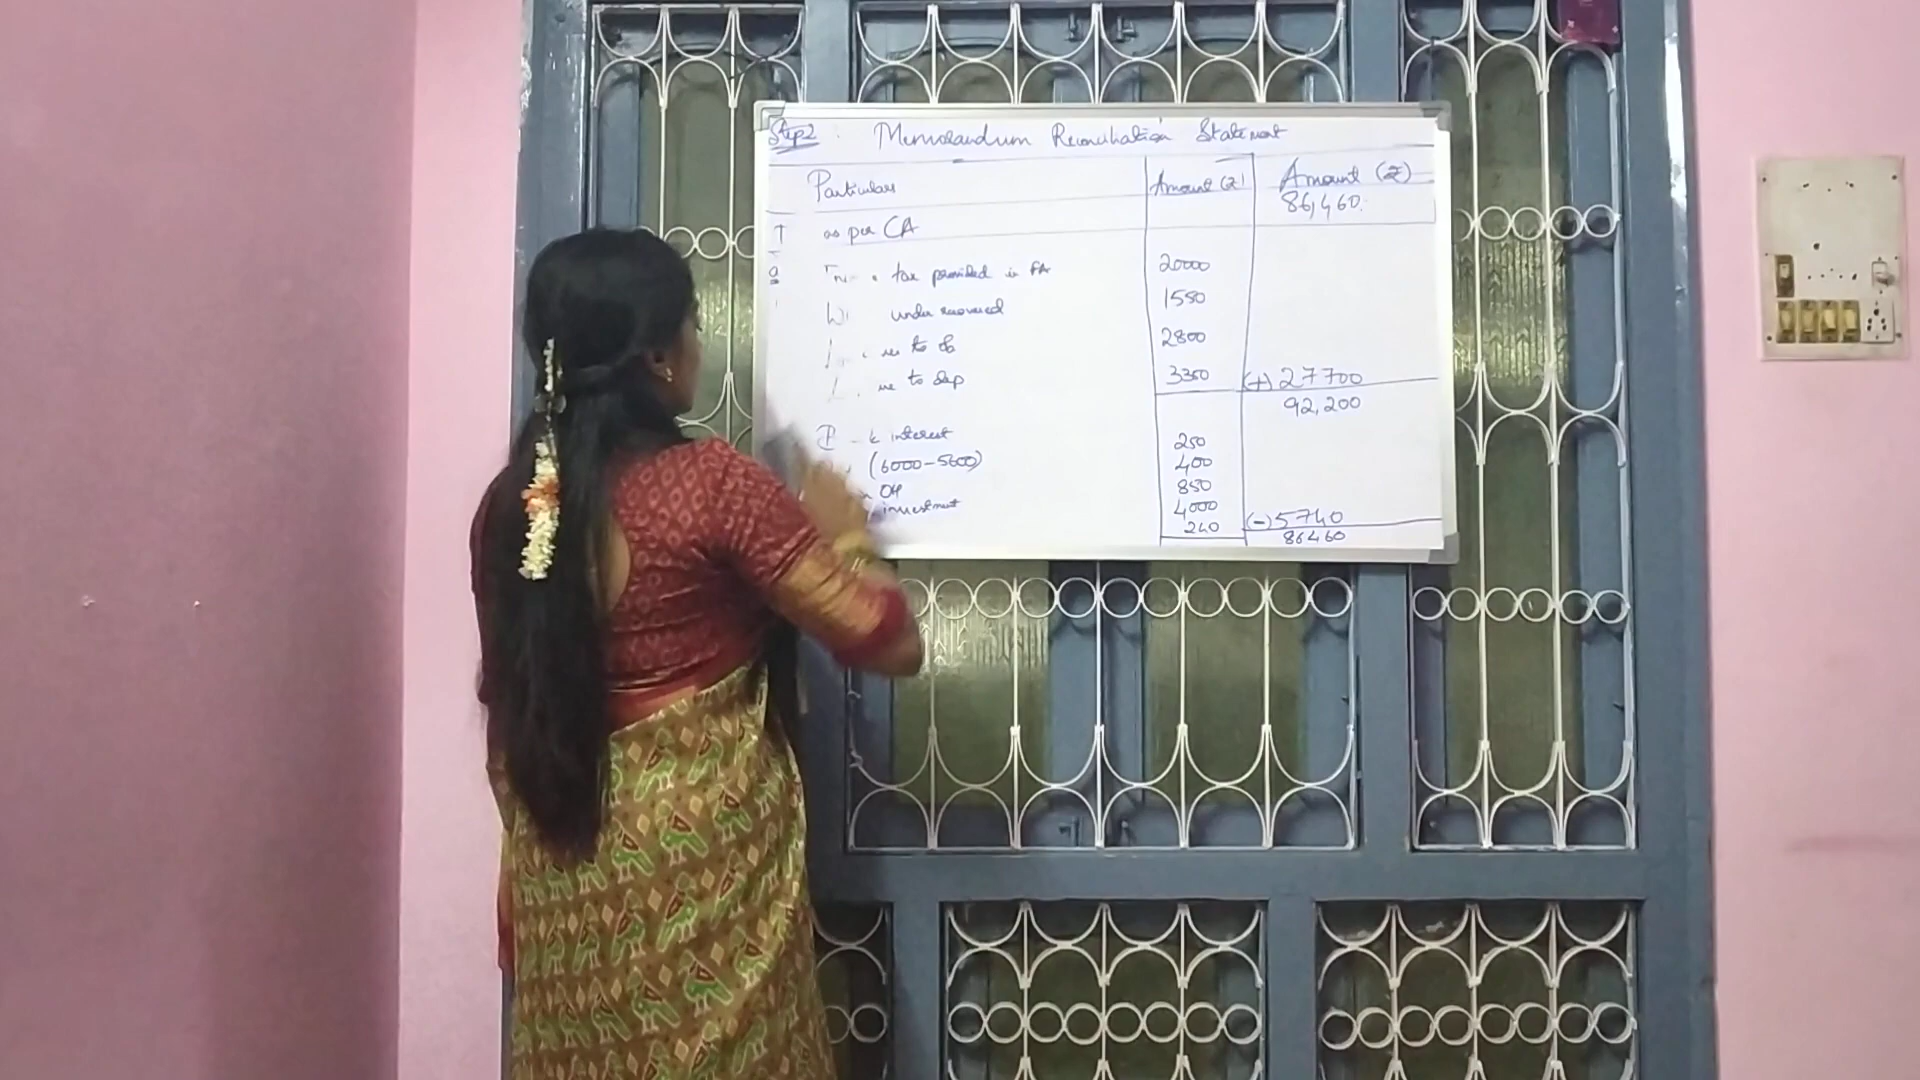 Step2 : Memorandum Reconciliation Statement
Particulars Amount (₹) Amount (₹)
as per CA 86,460.
tax provided in FA 20000
under recovered 1550
to 2800
to dep 3350 (+) 27700
92,200
interest 250
(6000-5600) 400
OH 850
investment 4000
240 (-) 5740
86460